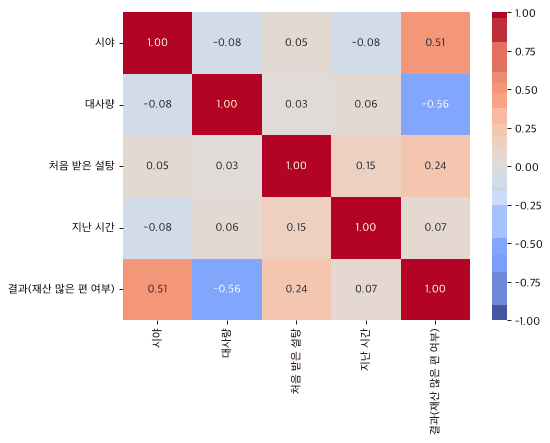 시야 1.00 -0.08 0.05 -0.08 0.51
대사량 -0.08 1.00 0.03 0.06 -0.56
처음 받은 설탕 0.05 0.03 1.00 0.15 0.24
지난 시간 -0.08 0.06 0.15 1.00 0.07
결과(재산 많은 편 여부) 0.51 -0.56 0.24 0.07 1.00
시야
대사량
처음 받은 설탕
지난 시간
결과(재산 많은 편 여부)
1.00
0.75
0.50
0.25
0.00
-0.25
-0.50
-0.75
-1.00